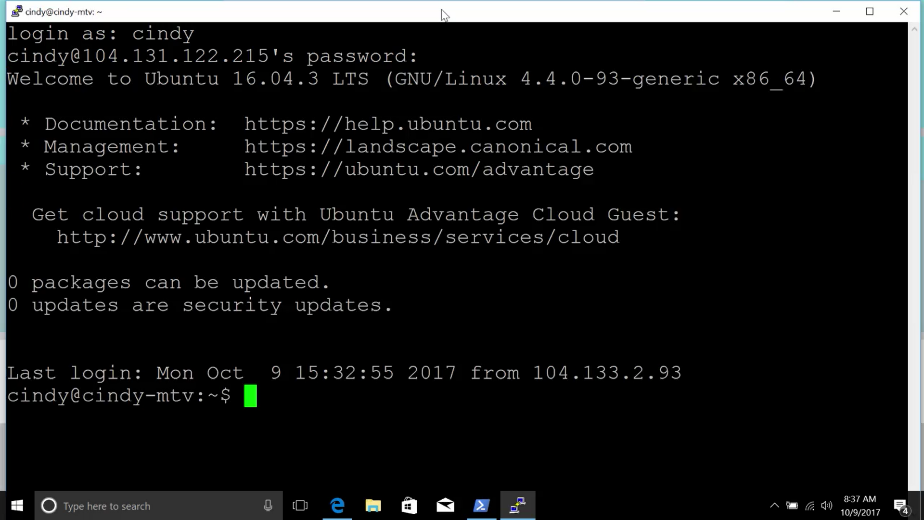 cindy@cindy-mtv: ~
login as: cindy
cindy@104.131.122.215's password:
Welcome to Ubuntu 16.04.3 LTS (GNU/Linux 4.4.0-93-generic x86_64)
* Documentation:  https://help.ubuntu.com
* Management:     https://landscape.canonical.com
* Support:        https://ubuntu.com/advantage
Get cloud support with Ubuntu Advantage Cloud Guest:
http://www.ubuntu.com/business/services/cloud
0 packages can be updated.
0 updates are security updates.
Last login: Mon Oct  9 15:32:55 2017 from 104.133.2.93
cindy@cindy-mtv:~$
Type here to search
8:37 AM
10/9/2017
4